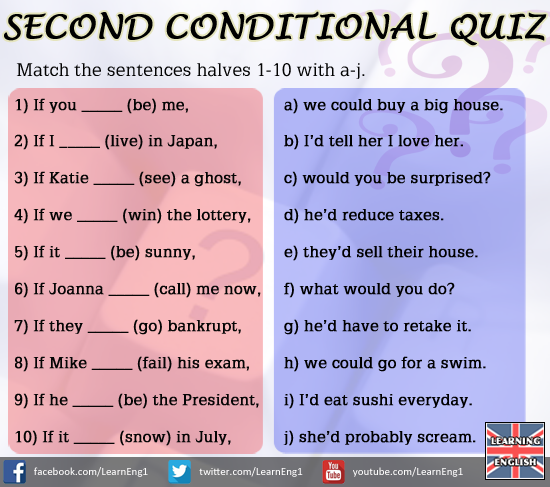 SECOND CONDITIONAL QUIZ
Match the sentences halves 1-10 with a-j.
1) If you _____ (be) me,
a) we could buy a big house.
2) If I _____ (live) in Japan,
b) I'd tell her I love her.
3) If Katie _____ (see) a ghost,
c) would you be surprised?
4) If we _____ (win) the lottery,
d) he'd reduce taxes.
5) If it _____ (be) sunny,
e) they'd sell their house.
6) If Joanna _____ (call) me now,
f) what would you do?
7) If they _____ (go) bankrupt,
g) he'd have to retake it.
8) If Mike _____ (fail) his exam,
h) we could go for a swim.
9) If he _____ (be) the President,
i) I'd eat sushi everyday.
10) If it _____ (snow) in July,
j) she'd probably scream.
LEARNING
ENGLISH
f facebook.com/LearnEng1
twitter.com/LearnEng1
You Tube youtube.com/LearnEng1